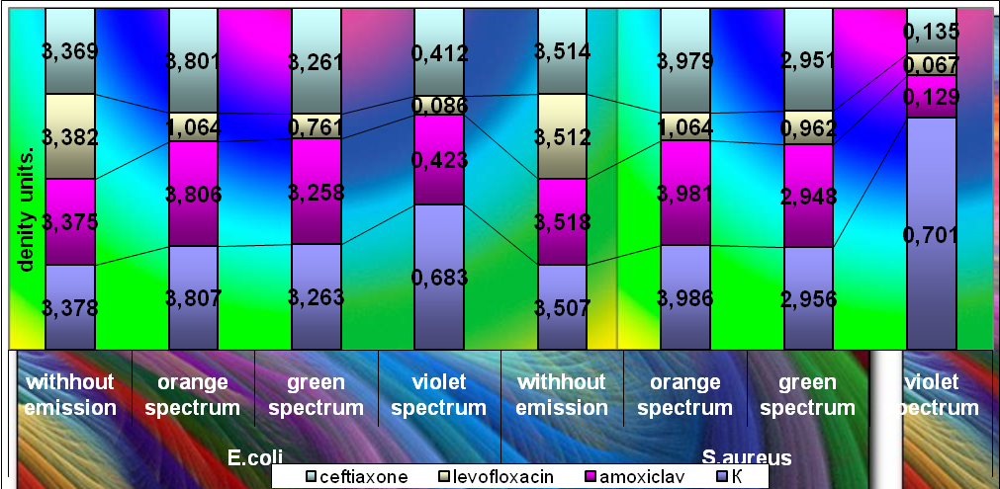 denity units.
3,369 3,801 3,261 0,412 3,514 3,979 2,951 0,135
3,382 1,064 0,761 0,086 3,512 1,064 0,962 0,067
3,375 3,806 3,258 0,423 3,518 3,981 2,948 0,129
3,378 3,807 3,263 0,683 3,507 3,986 2,956 0,701
withhout orange green violet withhout orange green violet
emission spectrum spectrum spectrum emission spectrum spectrum spectrum
E.coli S.aureus
ceftiaxone levofloxacin amoxiclav К